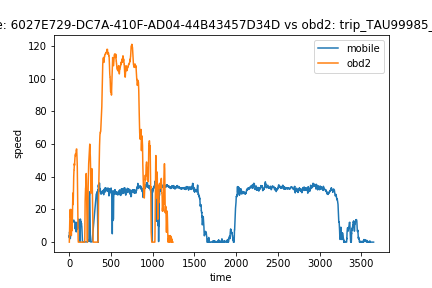 e: 6027E729-DC7A-410F-AD04-44B43457D34D vs obd2: trip_TAU99985_
mobile
obd2
120
100
80
60
40
20
0
speed
0 500 1000 1500 2000 2500 3000 3500
time